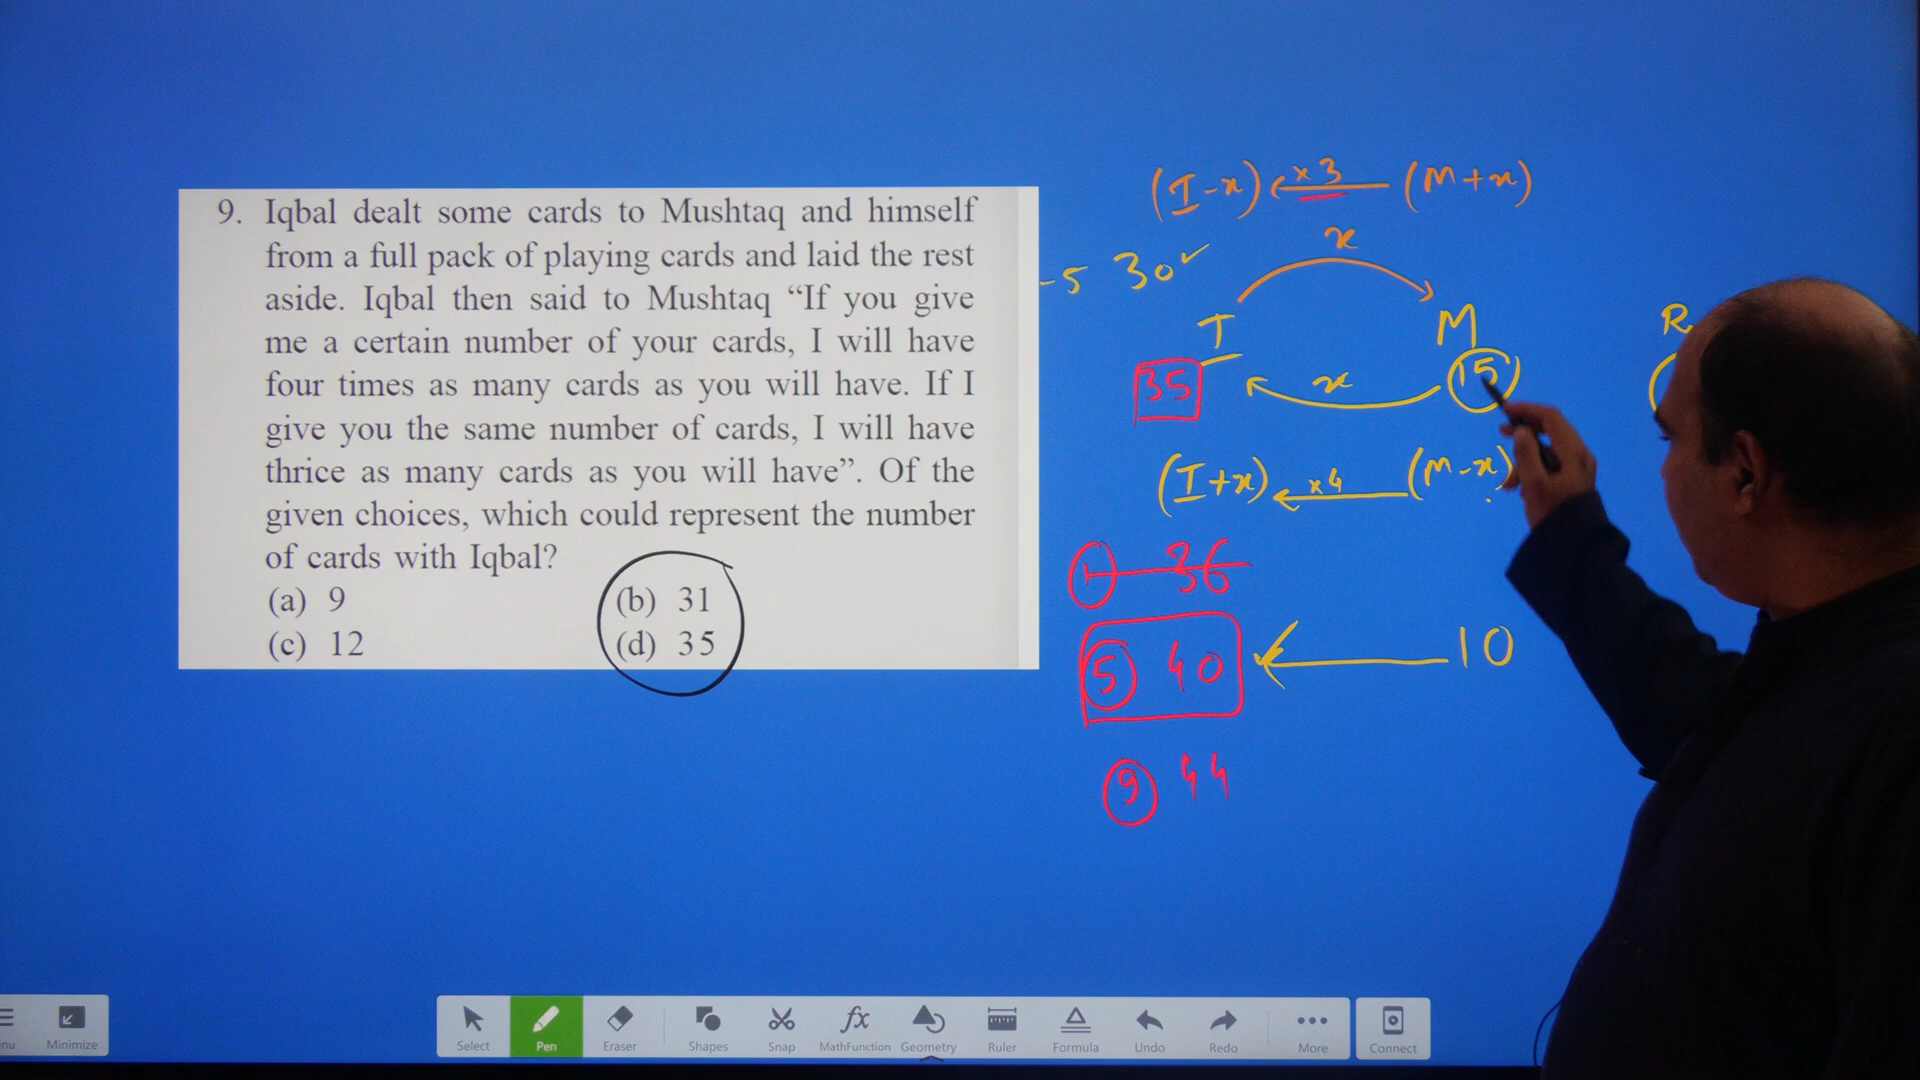 9. Iqbal dealt some cards to Mushtaq and himself
from a full pack of playing cards and laid the rest
aside. Iqbal then said to Mushtaq “If you give
me a certain number of your cards, I will have
four times as many cards as you will have. If I
give you the same number of cards, I will have
thrice as many cards as you will have”. Of the
given choices, which could represent the number
of cards with Iqbal?
(a) 9 (b) 31
(c) 12 (d) 35
(I-x) ×3 (M+x)
x
-5 30✓
I M R
35 x 15
(I+x) ×4 (M-x)
1 36
5 40 10
9 44
nu Minimize Select Pen Eraser Shapes Snap MathFunction Geometry Ruler Formula Undo Redo More Connect